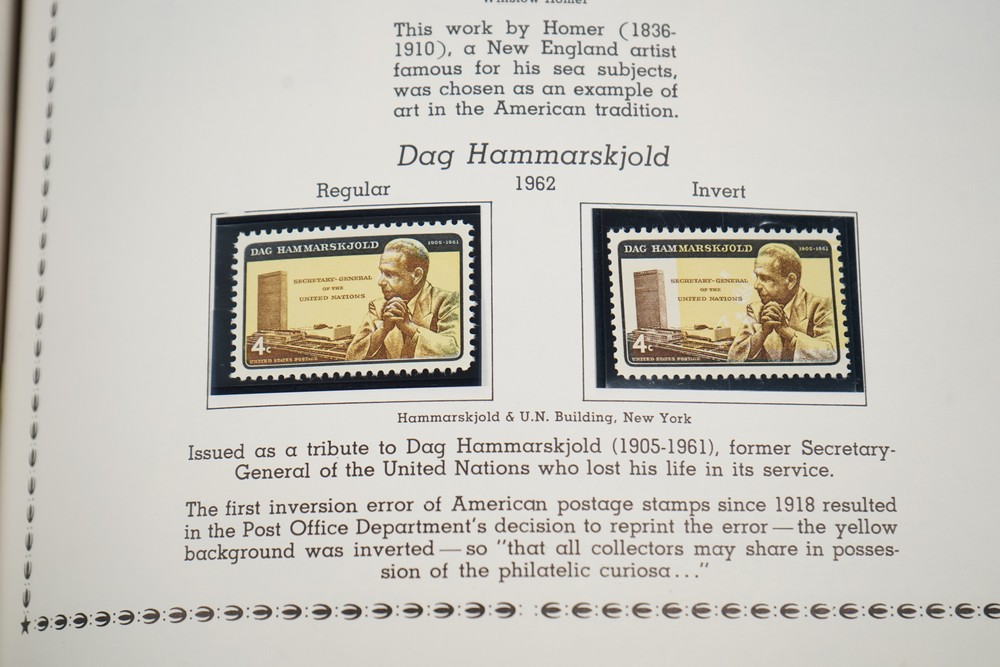 Winslow Homer
This work by Homer (1836-
1910), a New England artist
famous for his sea subjects,
was chosen as an example of
art in the American tradition.
Dag Hammarskjold
1962
Regular
Invert
DAG HAMMARSKJOLD 1905-1961
SECRETARY-GENERAL
OF THE
UNITED NATIONS
4c
UNITED STATES POSTAGE
DAG HAMMARSKJOLD 1905-1961
SECRETARY-GENERAL
OF THE
UNITED NATIONS
4c
UNITED STATES POSTAGE
Hammarskjold & U.N. Building, New York
Issued as a tribute to Dag Hammarskjold (1905-1961), former Secretary-
General of the United Nations who lost his life in its service.
The first inversion error of American postage stamps since 1918 resulted
in the Post Office Department's decision to reprint the error — the yellow
background was inverted — so "that all collectors may share in posses-
sion of the philatelic curiosa..."